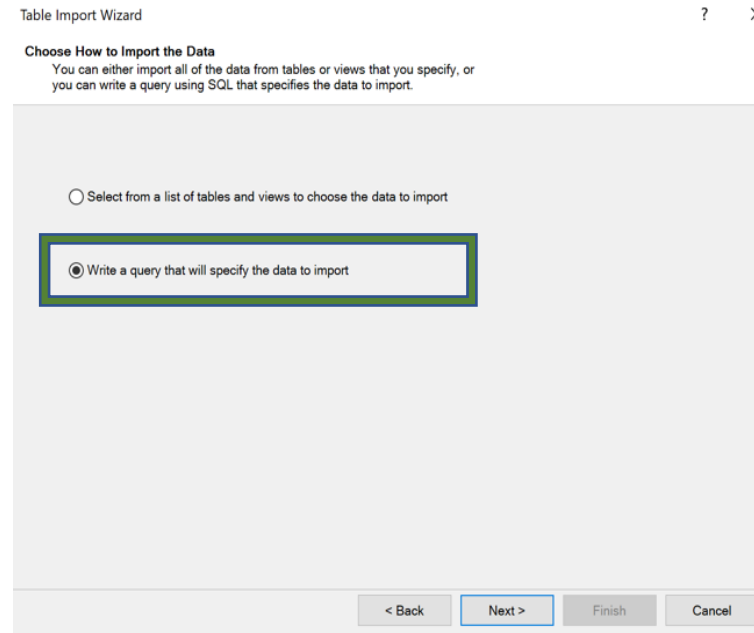 Table Import Wizard ?
Choose How to Import the Data
You can either import all of the data from tables or views that you specify, or
you can write a query using SQL that specifies the data to import.
Select from a list of tables and views to choose the data to import
Write a query that will specify the data to import
< Back Next > Finish Cancel